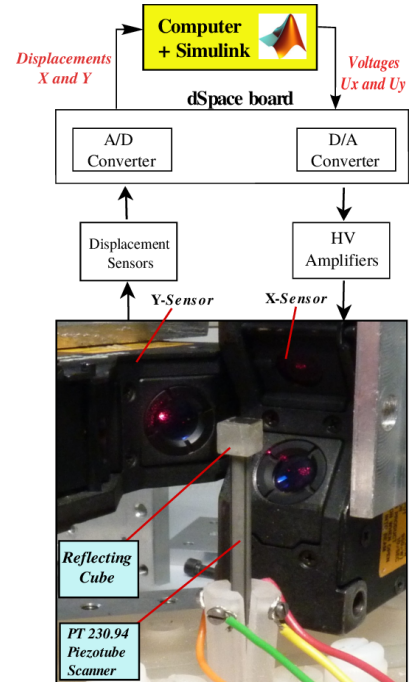 Computer
+ Simulink
Displacements
X and Y
Voltages
Ux and Uy
dSpace board
A/D
Converter
D/A
Converter
Displacement
Sensors
HV
Amplifiers
Y-Sensor
X-Sensor
Reflecting
Cube
PT 230.94
Piezotube
Scanner